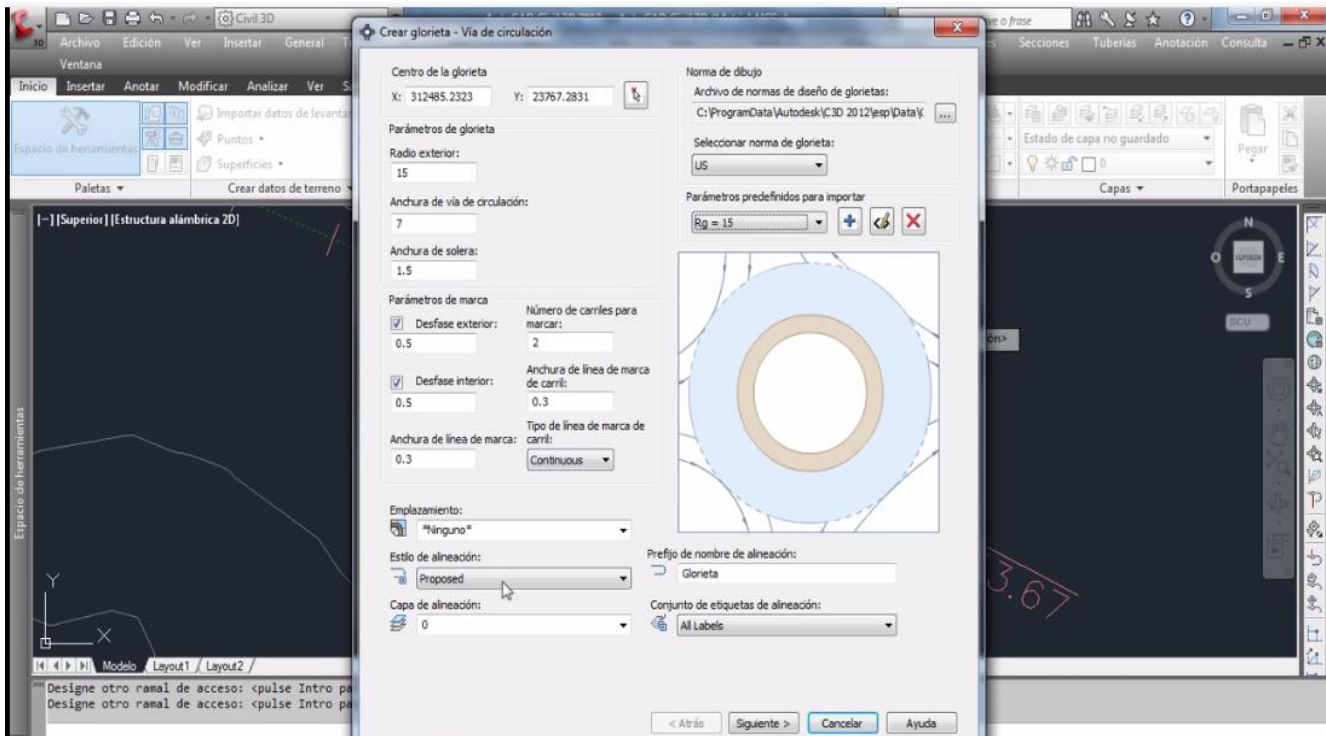 Civil 3D
3D
Archivo Edición Ver Insertar General
Secciones Tuberías Anotación Consulta
Ventana
Inicio Insertar Anotar Modificar Analizar Ver
Importar datos de levantar
Puntos
Superficies
Espacio de herramientas
Paletas
Crear datos de terreno
Estado de capa no guardado
0
Pegar
Capas
Portapapeles
[-][Superior][Estructura alámbrica 2D]
Crear glorieta - Vía de circulación
Centro de la glorieta
X: 312485.2323 Y: 23767.2831
Parámetros de glorieta
Radio exterior:
15
Anchura de vía de circulación:
7
Anchura de solera:
1.5
Parámetros de marca
Desfase exterior:
0.5
Número de carriles para
marcar:
2
Desfase interior:
0.5
Anchura de línea de marca
de carril:
0.3
Anchura de línea de marca:
0.3
Tipo de línea de marca de
carril:
Continuous
Emplazamiento:
*Ninguno*
Estilo de alineación:
Proposed
Capa de alineación:
0
Norma de dibujo
Archivo de normas de diseño de glorietas:
C:\ProgramData\Autodesk\C3D 2012\esp\Data\C
...
Seleccionar norma de glorieta:
US
Parámetros predefinidos para importar
Rg = 15
Prefijo de nombre de alineación:
Glorieta
Conjunto de etiquetas de alineación:
All Labels
< Atrás Siguiente > Cancelar Ayuda
N
O E
S
SCU
3.67
Espacio de herramientas
Y
X
Modelo Layout1 Layout2
Designe otro ramal de acceso: <pulse Intro pa
Designe otro ramal de acceso: <pulse Intro pa